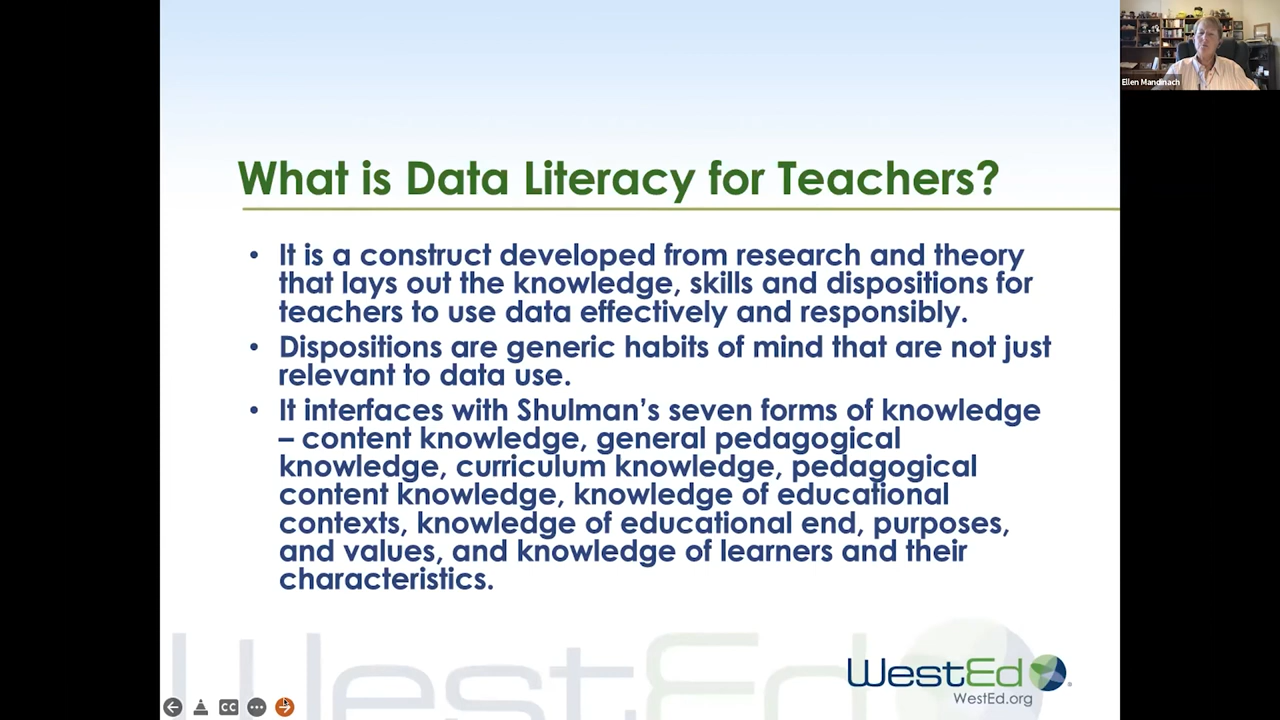 What is Data Literacy for Teachers?
• It is a construct developed from research and theory
that lays out the knowledge, skills and dispositions for
teachers to use data effectively and responsibly.
• Dispositions are generic habits of mind that are not just
relevant to data use.
• It interfaces with Shulman's seven forms of knowledge
– content knowledge, general pedagogical
knowledge, curriculum knowledge, pedagogical
content knowledge, knowledge of educational
contexts, knowledge of educational end, purposes,
and values, and knowledge of learners and their
characteristics.
WestEd
WestEd
WestEd.org
CC
Ellen Mandinach